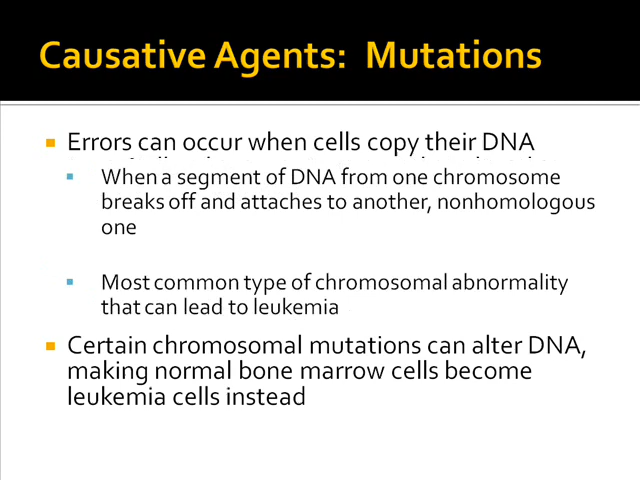 Causative Agents: Mutations
Errors can occur when cells copy their DNA
When a segment of DNA from one chromosome
breaks off and attaches to another, nonhomologous
one
Most common type of chromosomal abnormality
that can lead to leukemia
Certain chromosomal mutations can alter DNA,
making normal bone marrow cells become
leukemia cells instead